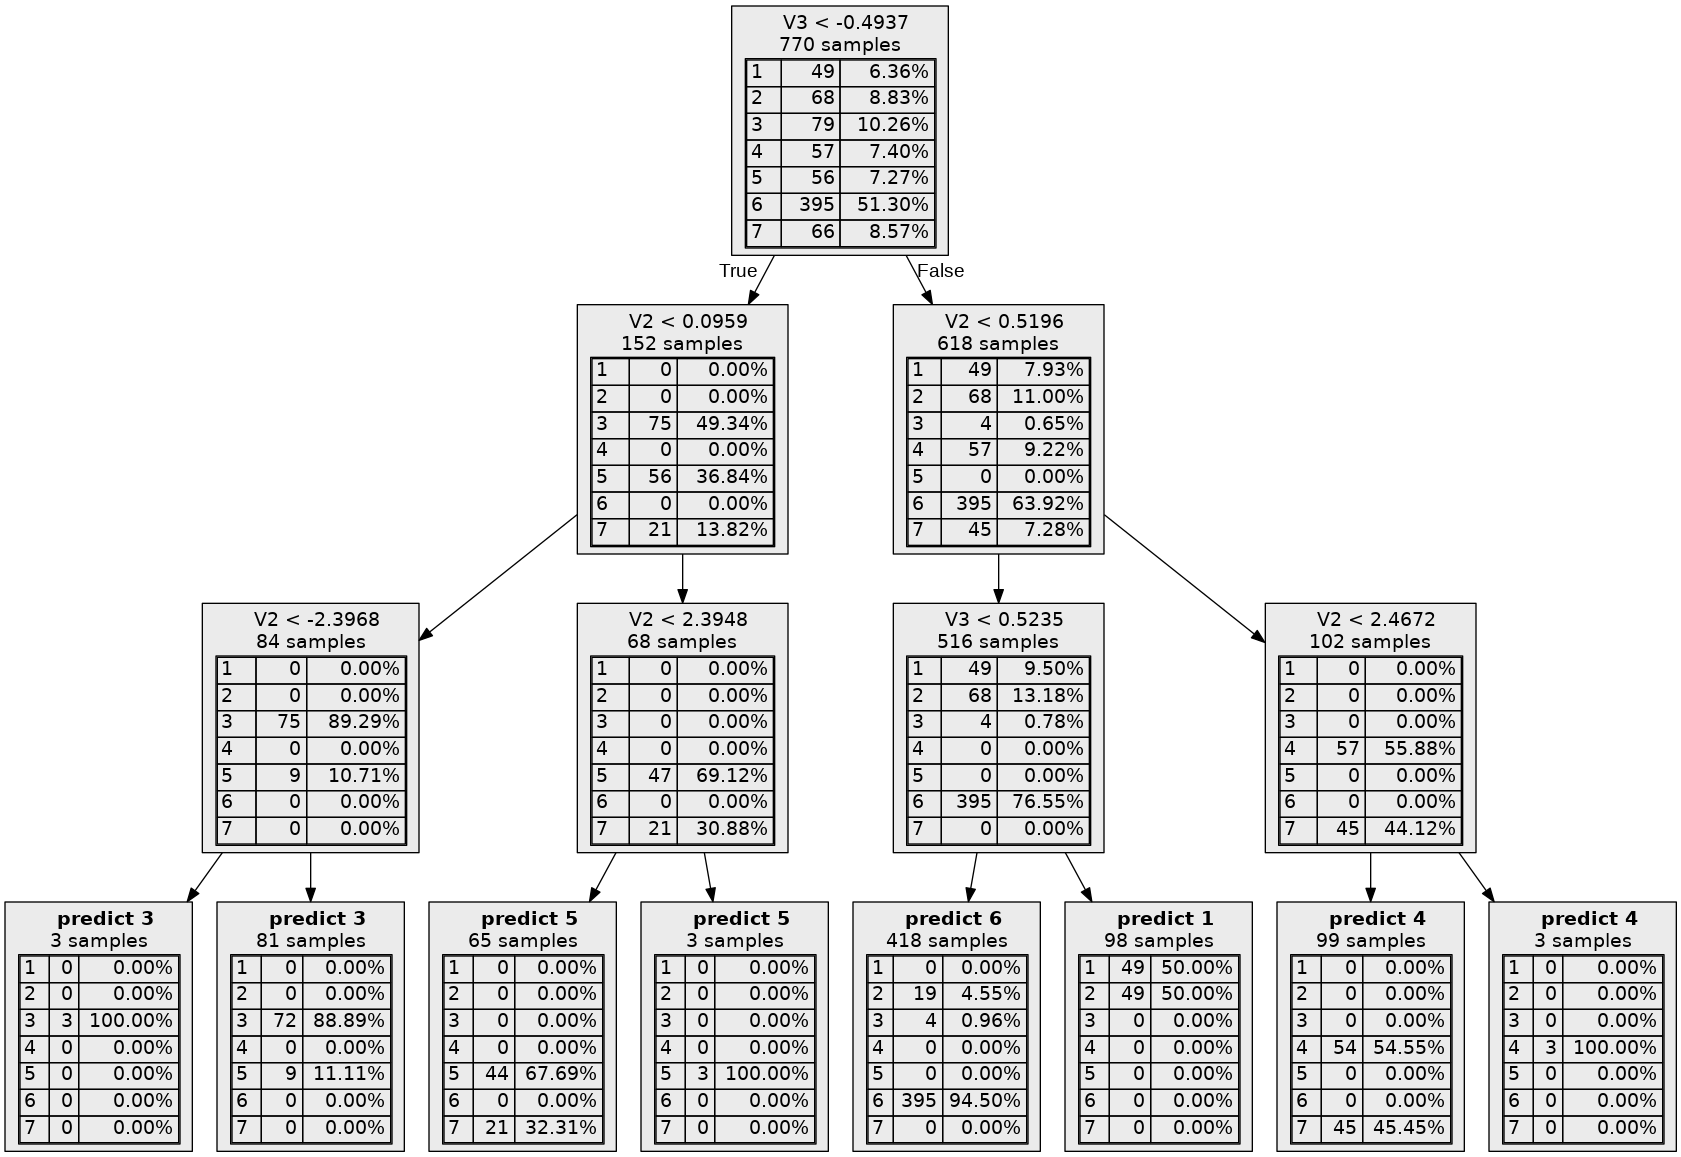 V3 < -0.4937
770 samples
1 49 6.36%
2 68 8.83%
3 79 10.26%
4 57 7.40%
5 56 7.27%
6 395 51.30%
7 66 8.57%
True
False
V2 < 0.0959
152 samples
1 0 0.00%
2 0 0.00%
3 75 49.34%
4 0 0.00%
5 56 36.84%
6 0 0.00%
7 21 13.82%
V2 < 0.5196
618 samples
1 49 7.93%
2 68 11.00%
3 4 0.65%
4 57 9.22%
5 0 0.00%
6 395 63.92%
7 45 7.28%
V2 < -2.3968
84 samples
1 0 0.00%
2 0 0.00%
3 75 89.29%
4 0 0.00%
5 9 10.71%
6 0 0.00%
7 0 0.00%
V2 < 2.3948
68 samples
1 0 0.00%
2 0 0.00%
3 0 0.00%
4 0 0.00%
5 47 69.12%
6 0 0.00%
7 21 30.88%
V3 < 0.5235
516 samples
1 49 9.50%
2 68 13.18%
3 4 0.78%
4 0 0.00%
5 0 0.00%
6 395 76.55%
7 0 0.00%
V2 < 2.4672
102 samples
1 0 0.00%
2 0 0.00%
3 0 0.00%
4 57 55.88%
5 0 0.00%
6 0 0.00%
7 45 44.12%
predict 3
3 samples
1 0 0.00%
2 0 0.00%
3 3 100.00%
4 0 0.00%
5 0 0.00%
6 0 0.00%
7 0 0.00%
predict 3
81 samples
1 0 0.00%
2 0 0.00%
3 72 88.89%
4 0 0.00%
5 9 11.11%
6 0 0.00%
7 0 0.00%
predict 5
65 samples
1 0 0.00%
2 0 0.00%
3 0 0.00%
4 0 0.00%
5 44 67.69%
6 0 0.00%
7 21 32.31%
predict 5
3 samples
1 0 0.00%
2 0 0.00%
3 0 0.00%
4 0 0.00%
5 3 100.00%
6 0 0.00%
7 0 0.00%
predict 6
418 samples
1 0 0.00%
2 19 4.55%
3 4 0.96%
4 0 0.00%
5 0 0.00%
6 395 94.50%
7 0 0.00%
predict 1
98 samples
1 49 50.00%
2 49 50.00%
3 0 0.00%
4 0 0.00%
5 0 0.00%
6 0 0.00%
7 0 0.00%
predict 4
99 samples
1 0 0.00%
2 0 0.00%
3 0 0.00%
4 54 54.55%
5 0 0.00%
6 0 0.00%
7 45 45.45%
predict 4
3 samples
1 0 0.00%
2 0 0.00%
3 0 0.00%
4 3 100.00%
5 0 0.00%
6 0 0.00%
7 0 0.00%